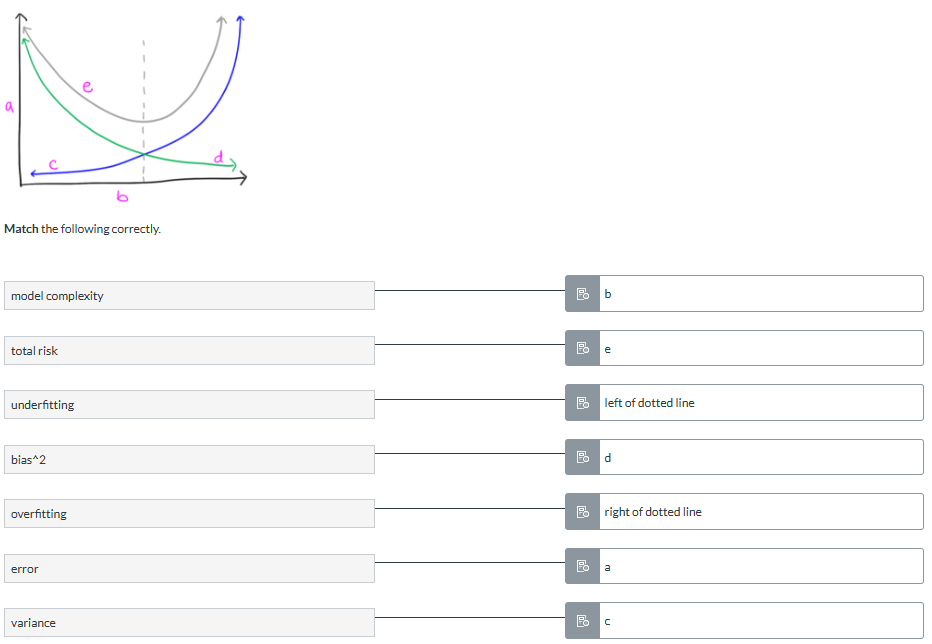 e
a
c
d
b
Match the following correctly.
model complexity
b
total risk
e
underfitting
left of dotted line
bias^2
d
overfitting
right of dotted line
error
a
variance
c